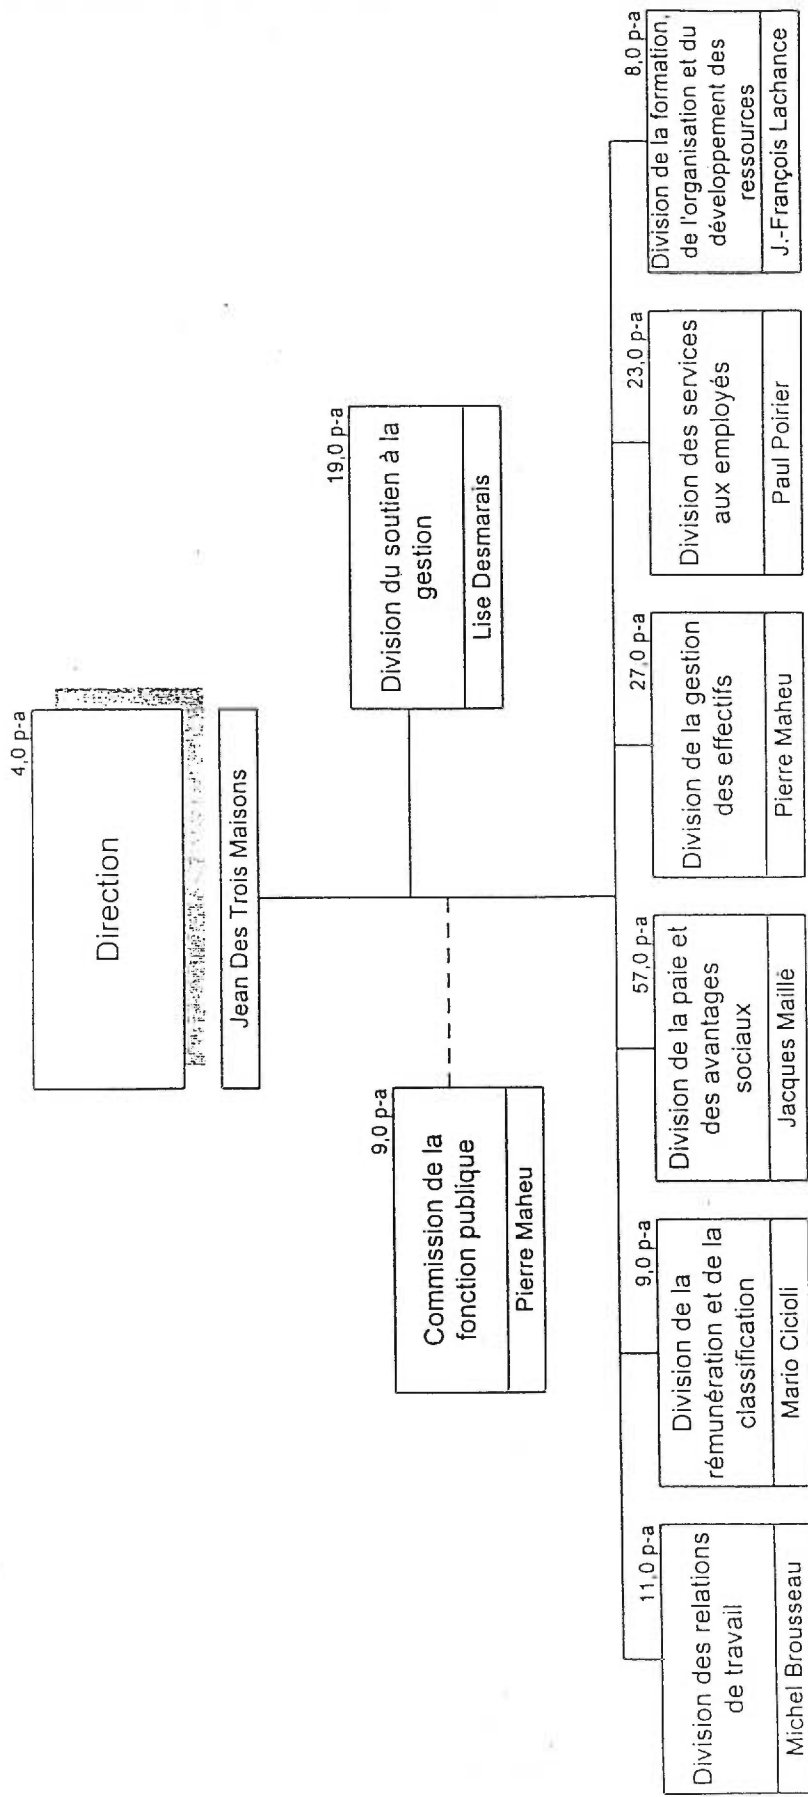 4,0 p-a
Direction
Jean Des Trois Maisons
9,0 p-a
Commission de la
fonction publique
Pierre Maheu
19,0 p-a
Division du soutien à la
gestion
Lise Desmarais
11,0 p-a
Division des relations
de travail
Michel Brousseau
9,0 p-a
Division de la
rémunération et de la
classification
Mario Cicioli
57,0 p-a
Division de la paie et
des avantages
sociaux
Jacques Maillé
27,0 p-a
Division de la gestion
des effectifs
Pierre Maheu
23,0 p-a
Division des services
aux employés
Paul Poirier
8,0 p-a
Division de la formation,
de l'organisation et du
développement des
ressources
J.-François Lachance